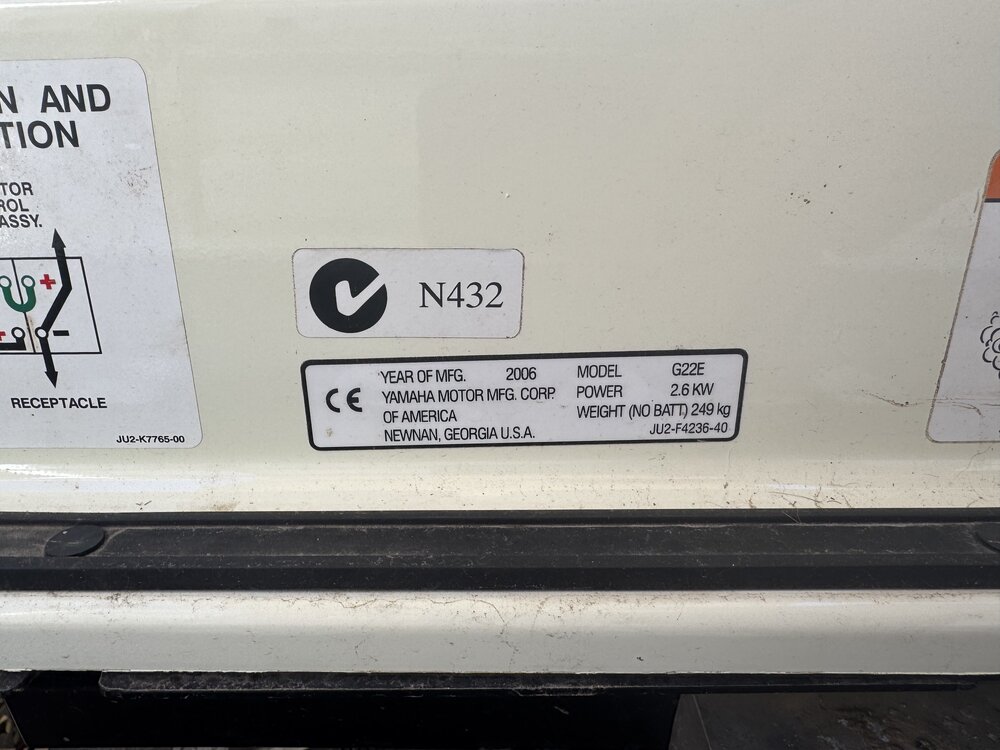 N AND
TION
TOR
ROL
ASSY.
+
-
RECEPTACLE
JU2-K7765-00
N432
CE
YEAR OF MFG. 2006
YAMAHA MOTOR MFG. CORP.
OF AMERICA
NEWNAN, GEORGIA U.S.A.
MODEL G22E
POWER 2.6 KW
WEIGHT (NO BATT.) 249 kg
JU2-F4236-40